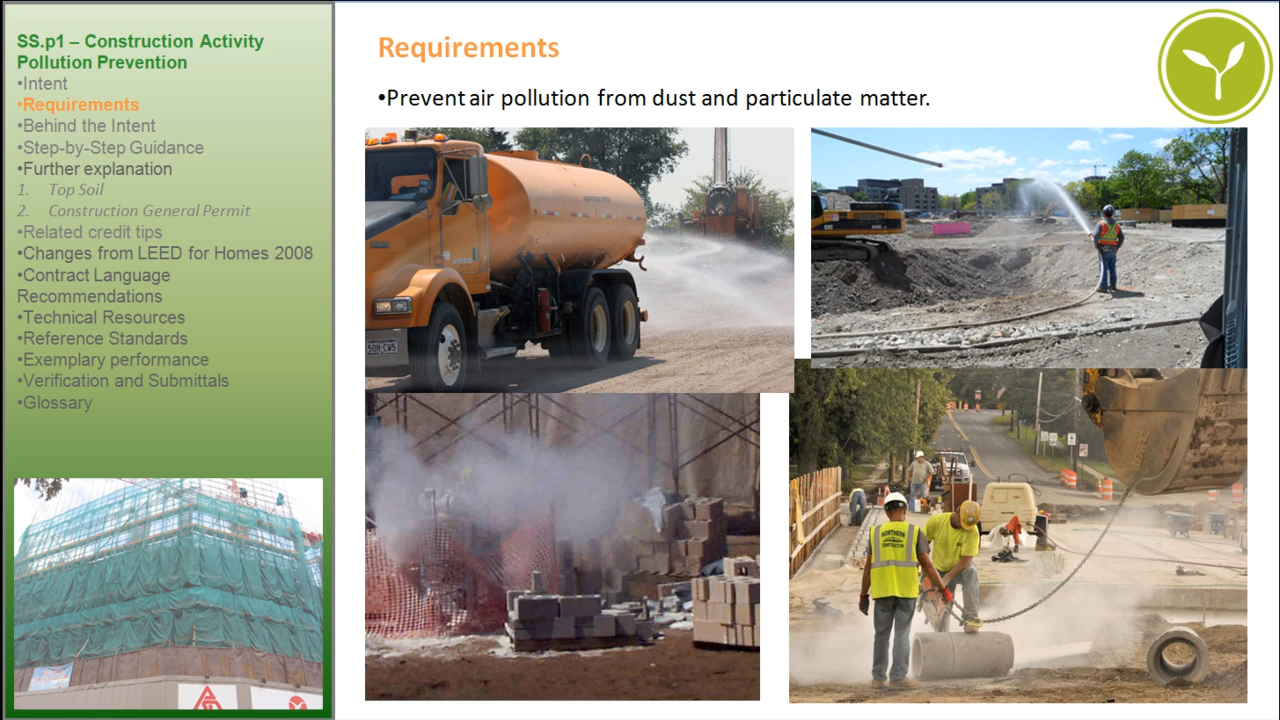 SS.p1 – Construction Activity
Pollution Prevention
•Intent
•Requirements
•Behind the Intent
•Step-by-Step Guidance
•Further explanation
1. Top Soil
2. Construction General Permit
•Related credit tips
•Changes from LEED for Homes 2008
•Contract Language
Recommendations
•Technical Resources
•Reference Standards
•Exemplary performance
•Verification and Submittals
•Glossary
Requirements
•Prevent air pollution from dust and particulate matter.
CAT
NORTHERN